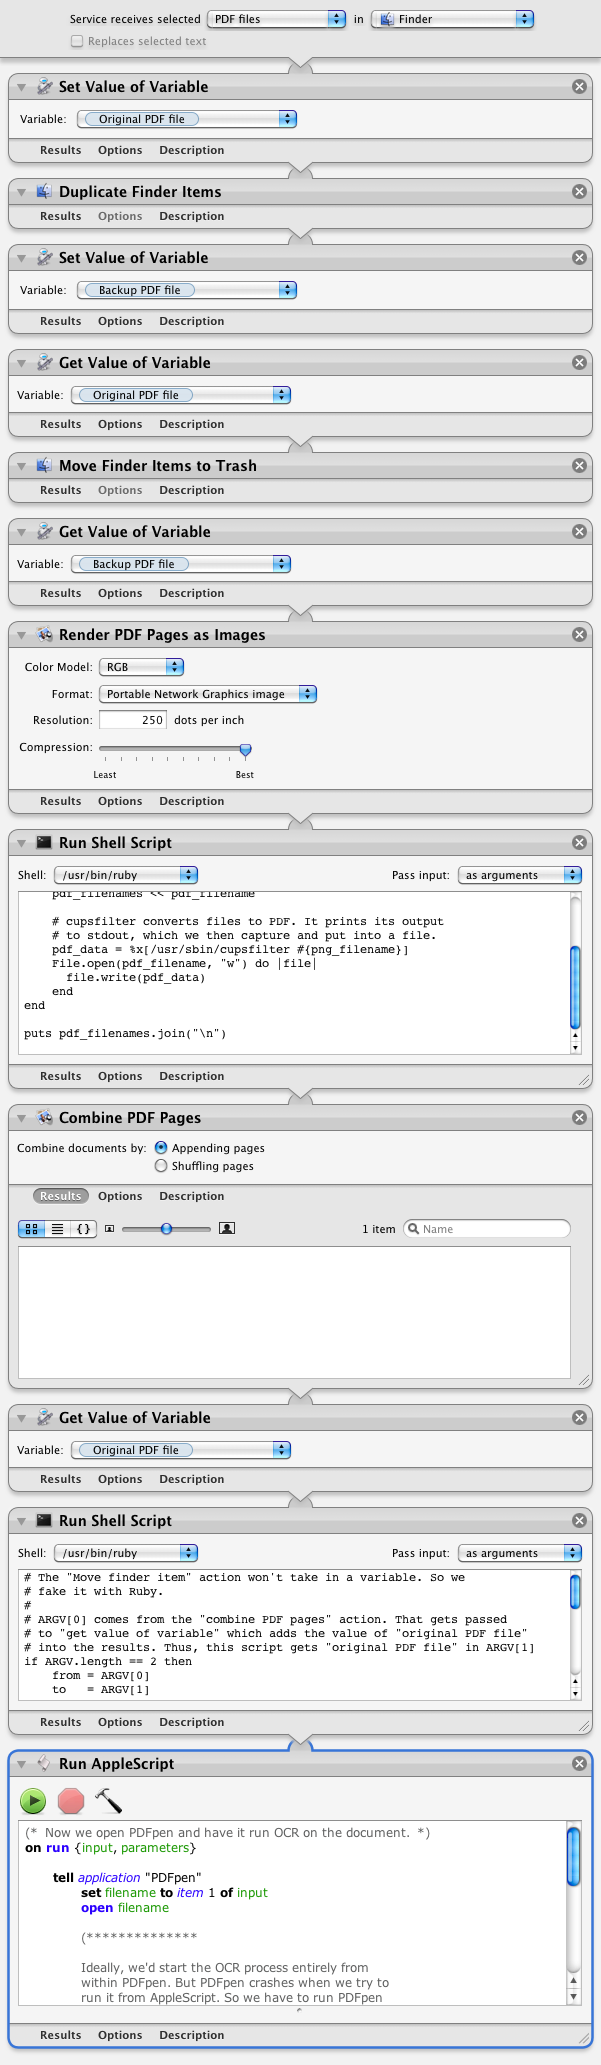 Service receives selected PDF files in Finder
Replaces selected text
Set Value of Variable
Variable: Original PDF file
Results Options Description
Duplicate Finder Items
Results Options Description
Set Value of Variable
Variable: Backup PDF file
Results Options Description
Get Value of Variable
Variable: Original PDF file
Results Options Description
Move Finder Items to Trash
Results Options Description
Get Value of Variable
Variable: Backup PDF file
Results Options Description
Render PDF Pages as Images
Color Model: RGB
Format: Portable Network Graphics image
Resolution: 250 dots per inch
Compression:
Least Best
Results Options Description
Run Shell Script
Shell: /usr/bin/ruby Pass input: as arguments
pdf_filenames << pdf_filename
# cupsfilter converts files to PDF. It prints its output
# to stdout, which we then capture and put into a file.
pdf_data = %x[/usr/sbin/cupsfilter #{png_filename}]
File.open(pdf_filename, "w") do |file|
file.write(pdf_data)
end
end
puts pdf_filenames.join("\n")
Results Options Description
Combine PDF Pages
Combine documents by: Appending pages
Shuffling pages
Results Options Description
{} 1 item Name
Get Value of Variable
Variable: Original PDF file
Results Options Description
Run Shell Script
Shell: /usr/bin/ruby Pass input: as arguments
# The "Move finder item" action won't take in a variable. So we
# fake it with Ruby.
#
# ARGV[0] comes from the "combine PDF pages" action. That gets passed
# to "get value of variable" which adds the value of "original PDF file"
# into the results. Thus, this script gets "original PDF file" in ARGV[1]
if ARGV.length == 2 then
from = ARGV[0]
to = ARGV[1]
Results Options Description
Run AppleScript
(* Now we open PDFpen and have it run OCR on the document. *)
on run {input, parameters}
tell application "PDFpen"
set filename to item 1 of input
open filename
(**************
Ideally, we'd start the OCR process entirely from
within PDFpen. But PDFpen crashes when we try to
run it from AppleScript. So we have to run PDFpen
Results Options Description